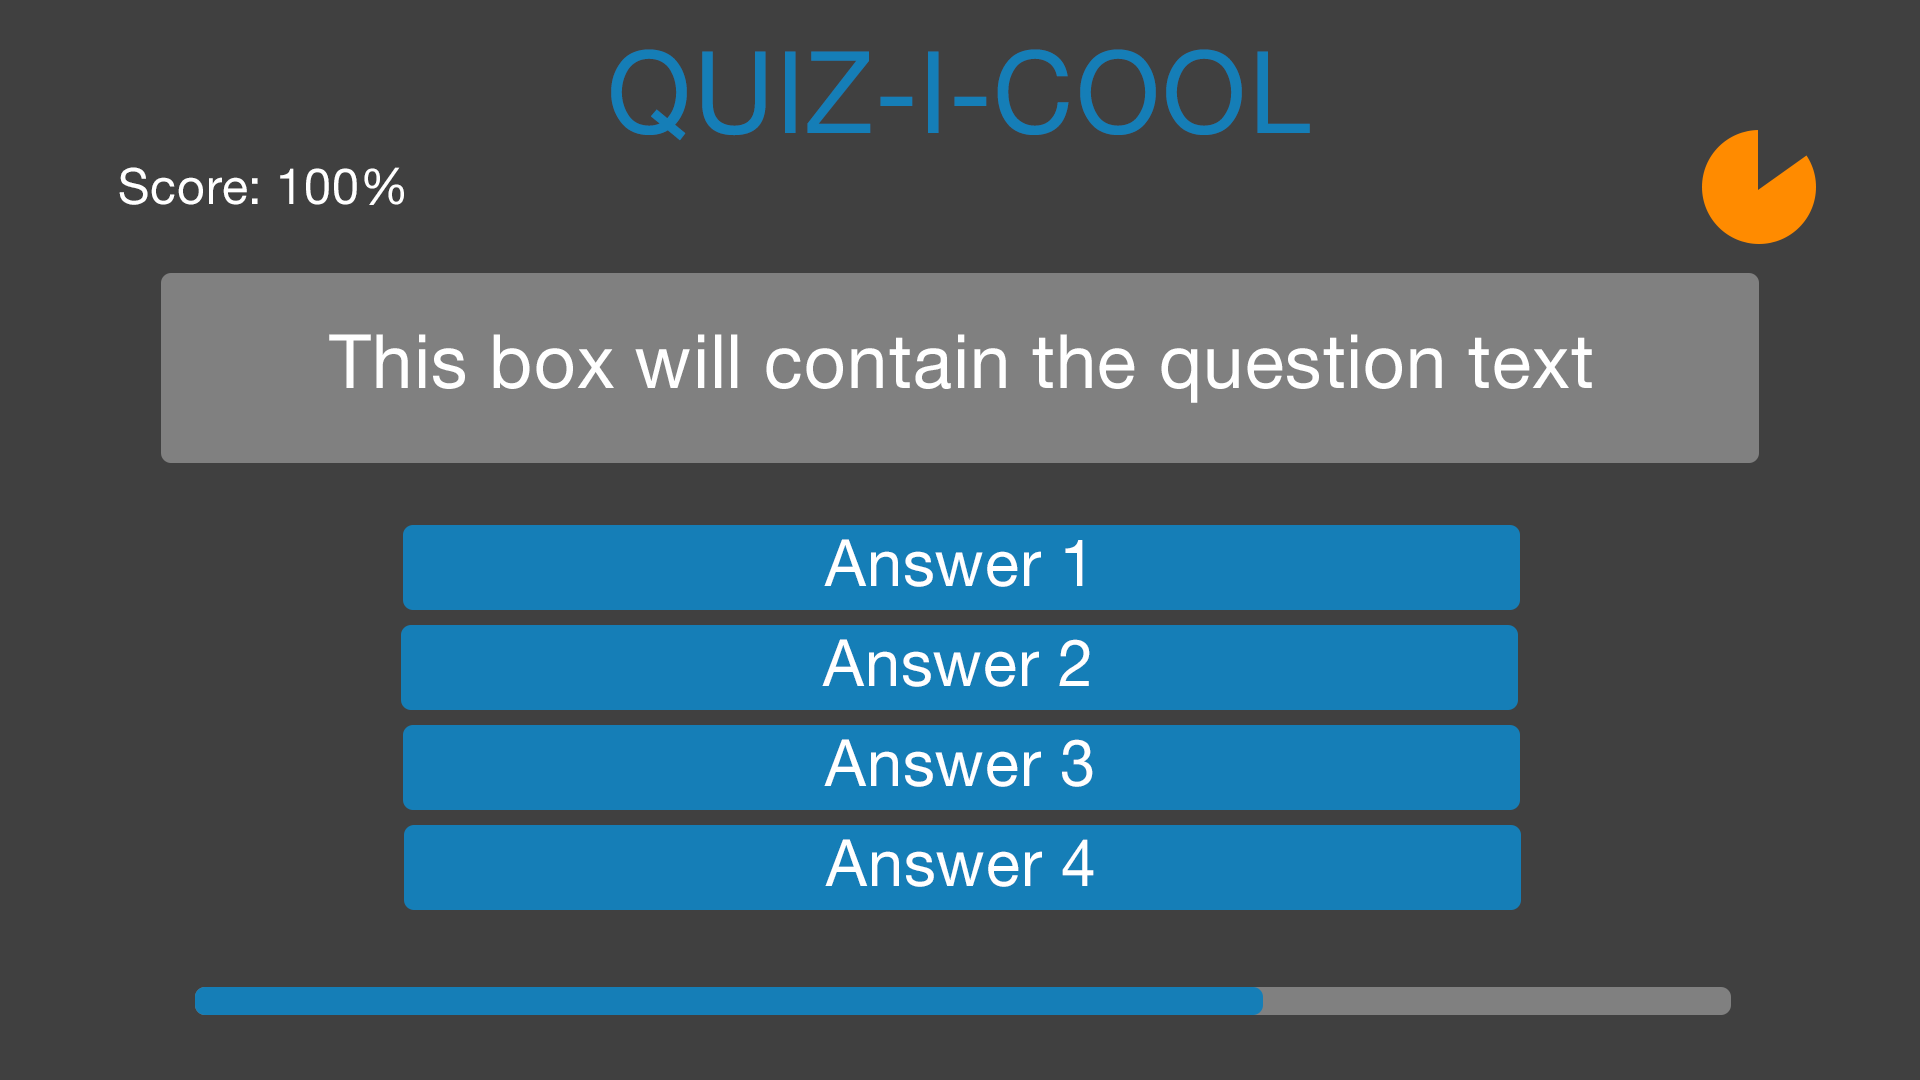 QUIZ-I-COOL
Score: 100%
This box will contain the question text
Answer 1
Answer 2
Answer 3
Answer 4